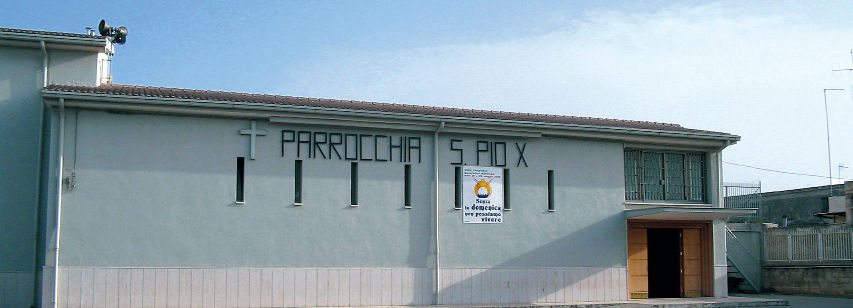 PARROCCHIA S. PIO X
Senza
la domenica
non possiamo
vivere